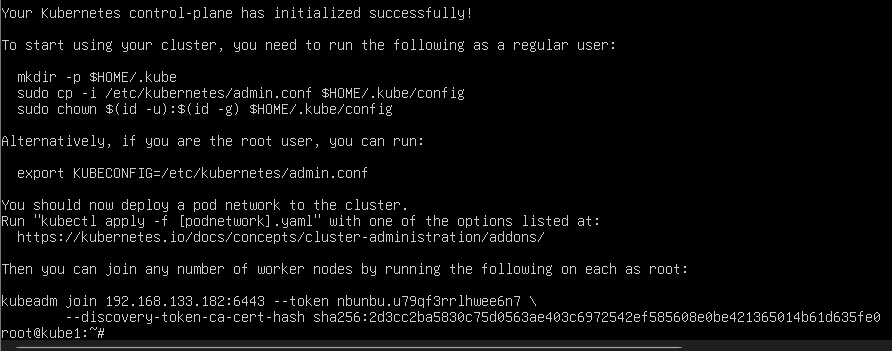 Your Kubernetes control-plane has initialized successfully!
To start using your cluster, you need to run the following as a regular user:
mkdir -p $HOME/.kube
sudo cp -i /etc/kubernetes/admin.conf $HOME/.kube/config
sudo chown $(id -u):$(id -g) $HOME/.kube/config
Alternatively, if you are the root user, you can run:
export KUBECONFIG=/etc/kubernetes/admin.conf
You should now deploy a pod network to the cluster.
Run "kubectl apply -f [podnetwork].yaml" with one of the options listed at:
https://kubernetes.io/docs/concepts/cluster-administration/addons/
Then you can join any number of worker nodes by running the following on each as root:
kubeadm join 192.168.133.182:6443 --token nbunbu.u79qf3rrlhwee6n7 \
--discovery-token-ca-cert-hash sha256:2d3cc2ba5830c75d0563ae403c6972542ef585608e0be421365014b61d635fe0
root@kube1:~#